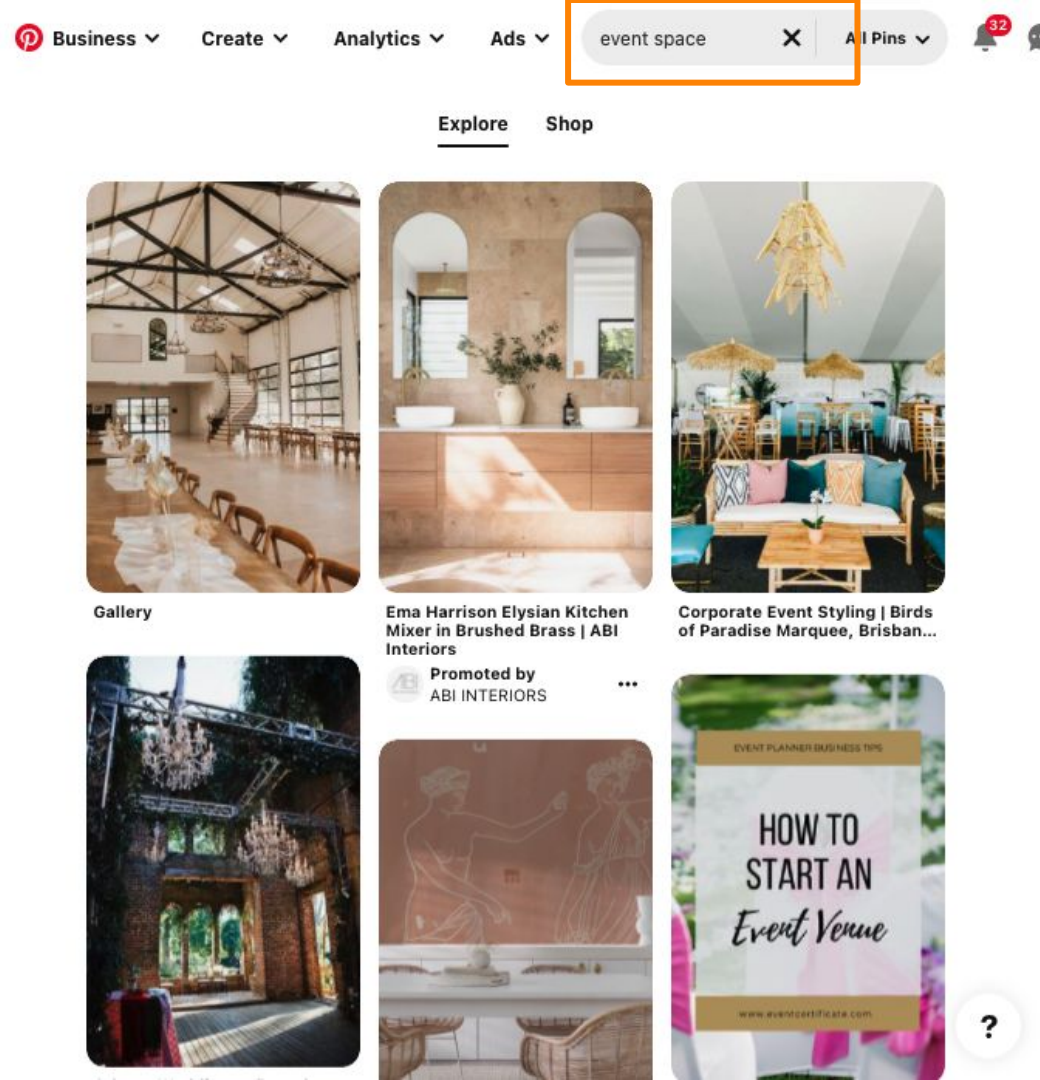 Business
Create
Analytics
Ads
event space
All Pins
32
Explore
Shop
Gallery
Ema Harrison Elysian Kitchen
Mixer in Brushed Brass | ABI
Interiors
Promoted by
ABI INTERIORS
Corporate Event Styling | Birds
of Paradise Marquee, Brisban...
EVENT PLANNER BUSINESS TIPS
HOW TO
START AN
Event Venue
www.eventcertificate.com
?